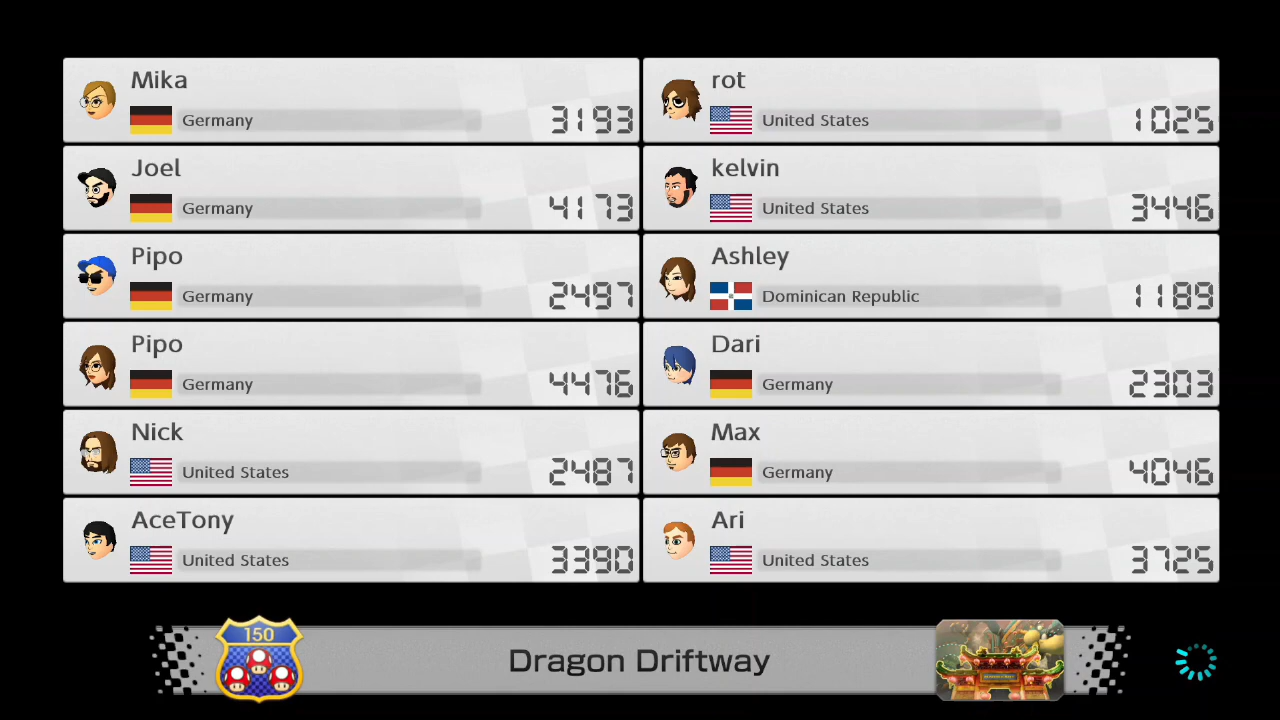 Mika
Germany 3193
Joel
Germany 4173
Pipo
Germany 2497
Pipo
Germany 4476
Nick
United States 2487
AceTony
United States 3390
rot
United States 1025
kelvin
United States 3446
Ashley
Dominican Republic 1189
Dari
Germany 2303
Max
Germany 4046
Ari
United States 3725
150
Dragon Driftway